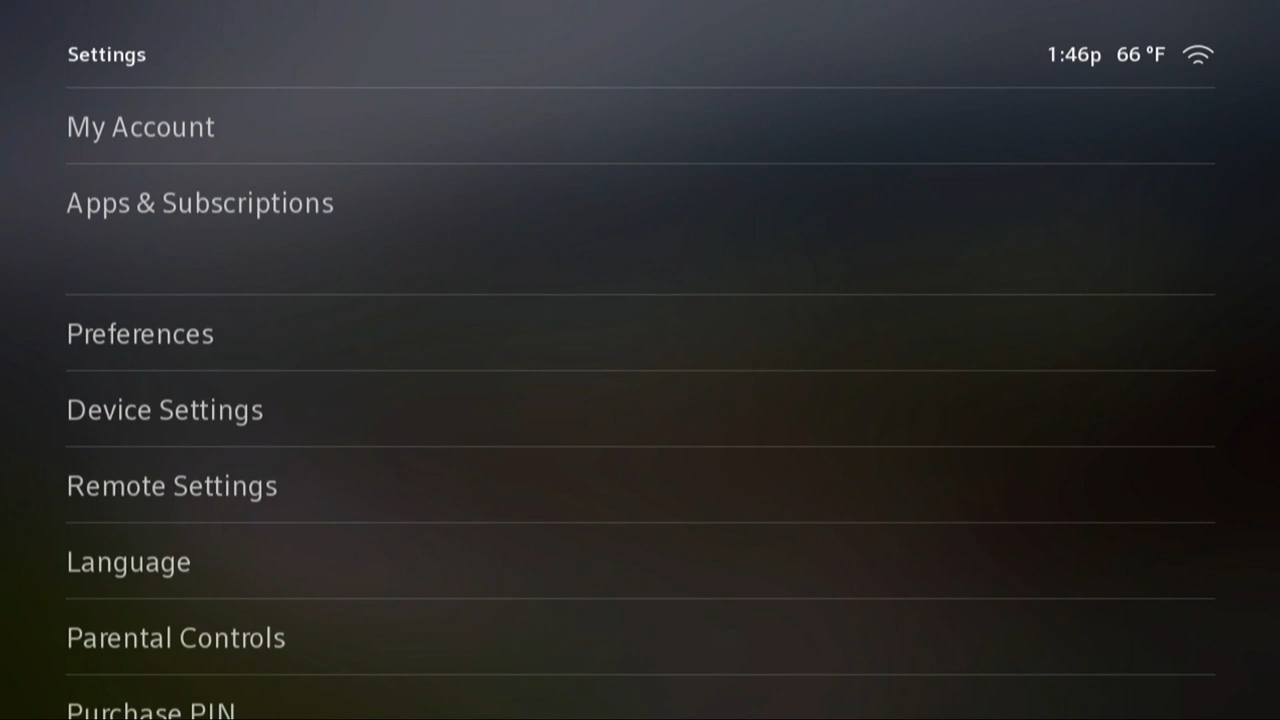 Settings
1:46p 66 °F
My Account
Apps & Subscriptions
Preferences
Device Settings
Remote Settings
Language
Parental Controls
Purchase PIN